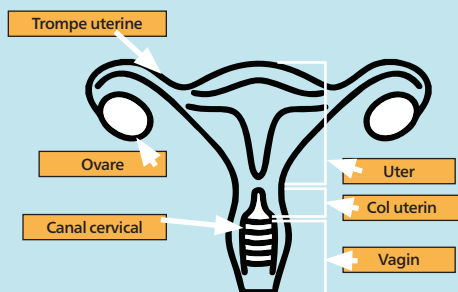 Trompe uterine
Ovare
Uter
Col uterin
Canal cervical
Vagin